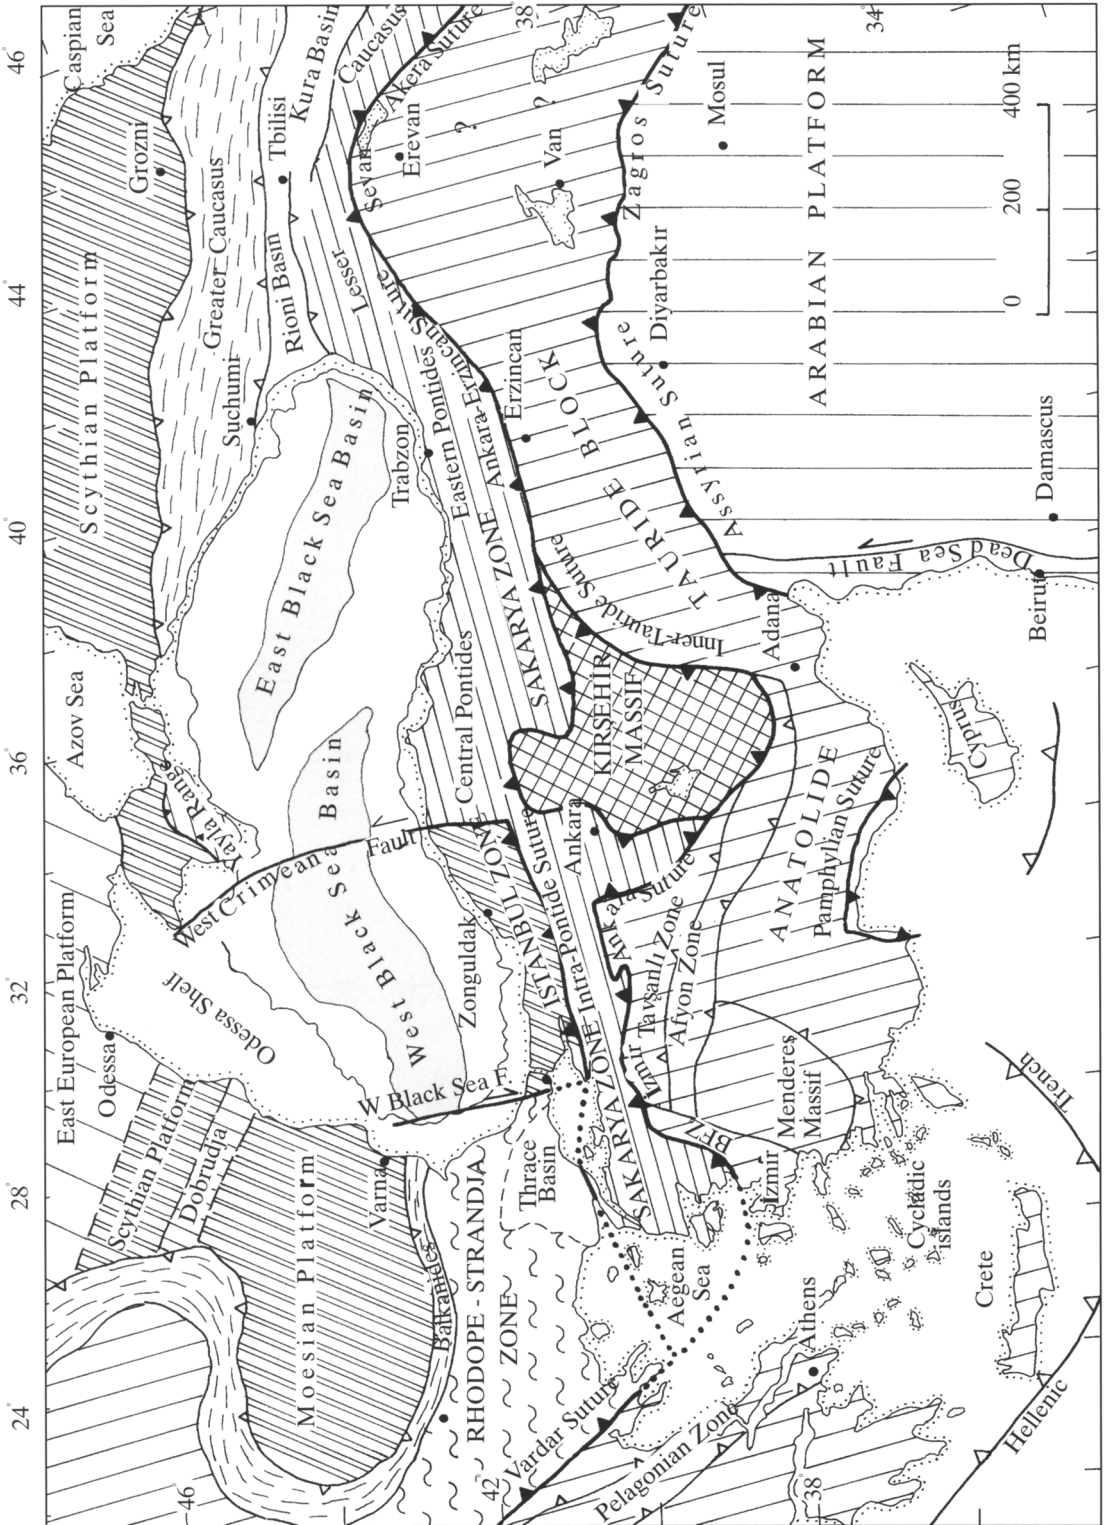 24°
28°
32°
36°
40°
44
46°
46°
42°
38°
38°
34°
East European Platform
Odessa
Azov Sea
Scythian Platform
Grozni
Caspian
Sea
Scythian Platform
Dobrudja
Odessa Shelf
Yayla Range
Greater Caucasus
Suchumi
Rioni Basin
Tbilisi
Kura Basin
Moesian Platform
Varna
Balkanides
West Crimean Fault
West Black Sea Basin
East Black Sea Basin
W Black Sea F.
Trabzon
Lesser
Caucasus
RHODOPE - STRANDJA
ZONE
Thrace
Basin
Zonguldak
ISTANBUL ZONE
Intra-Pontide Suture
Central Pontides
Eastern Pontides
SAKARYA ZONE
SAKARYA ZONE
SAKARYA ZONE
Ankara-Erzincan Suture
Sevan
Akera Suture
Erevan
?
?
Erzincan
Van
Vardar Suture
Pelagonian Zone
Aegean
Sea
Izmir
BFZ
İzmir
Ankara Suture
Ankara
Tavşanlı Zone
Afyon Zone
KIRŞEHİR
MASSIF
Inner-Tauride Suture
TAURIDE BLOCK
Menderes
Massif
ANATOLIDE
Pamphylian Suture
Adana
Assyrian Suture
Zagros Suture
Diyarbakır
Mosul
ARABIAN PLATFORM
Athens
Cycladic
islands
Crete
Hellenic
Trench
Cyprus
Dead Sea
Fault
Beirut
Damascus
0 200 400 km